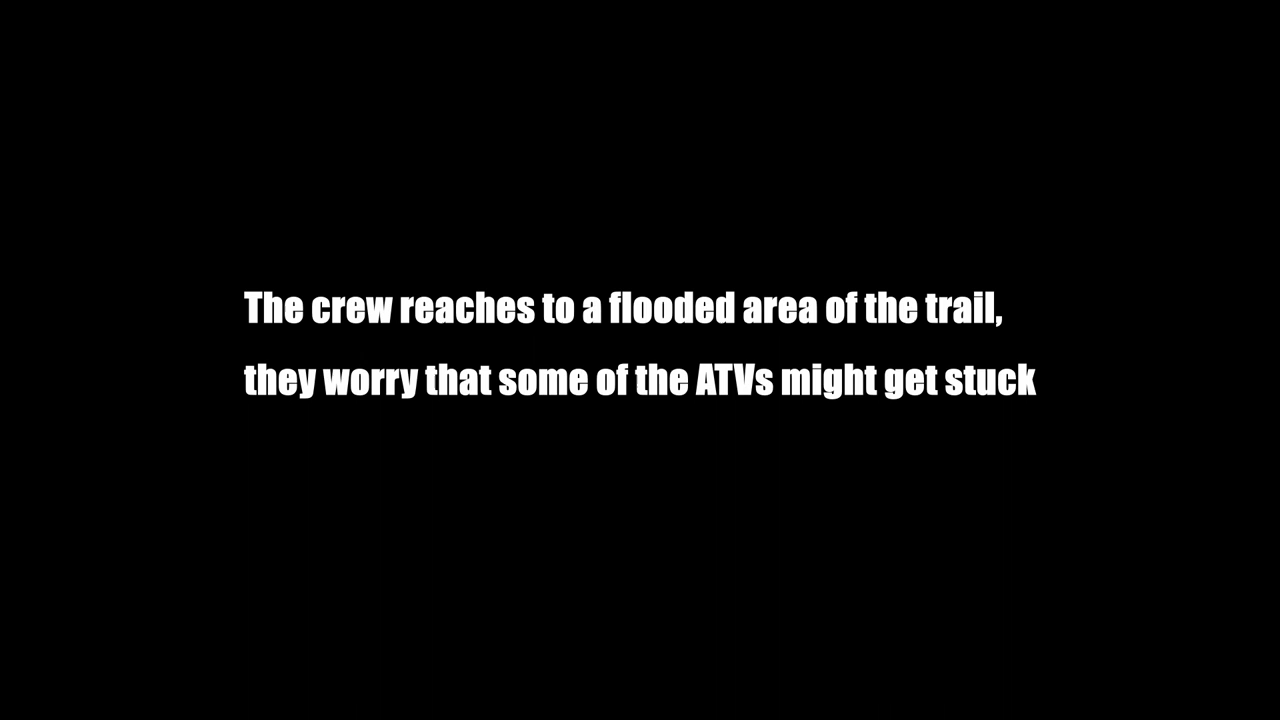 The crew reaches to a flooded area of the trail,
they worry that some of the ATVs might get stuck